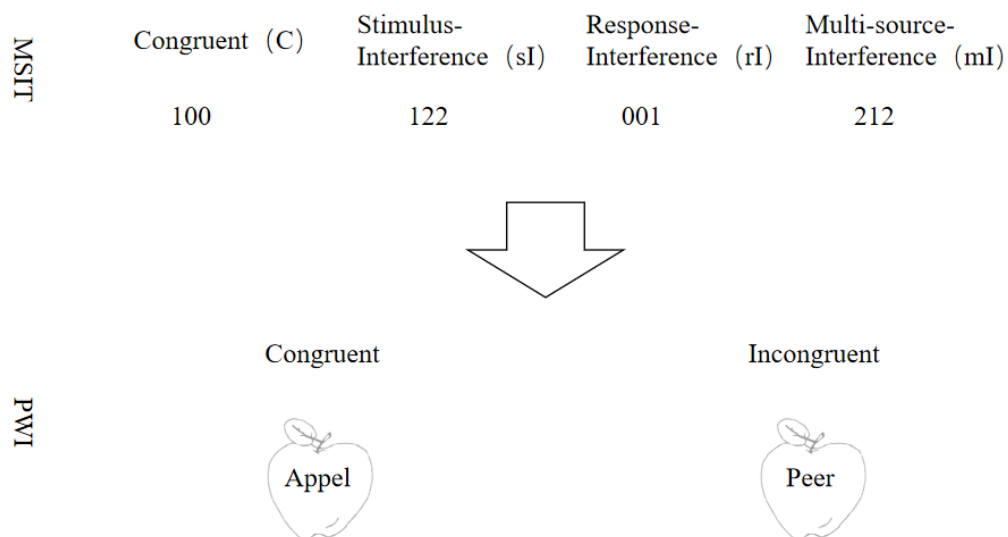 MSIT
Congruent（C）
Stimulus-
Interference（sI）
Response-
Interference（rI）
Multi-source-
Interference（mI）
100
122
001
212
PWI
Congruent
Incongruent
Appel
Peer